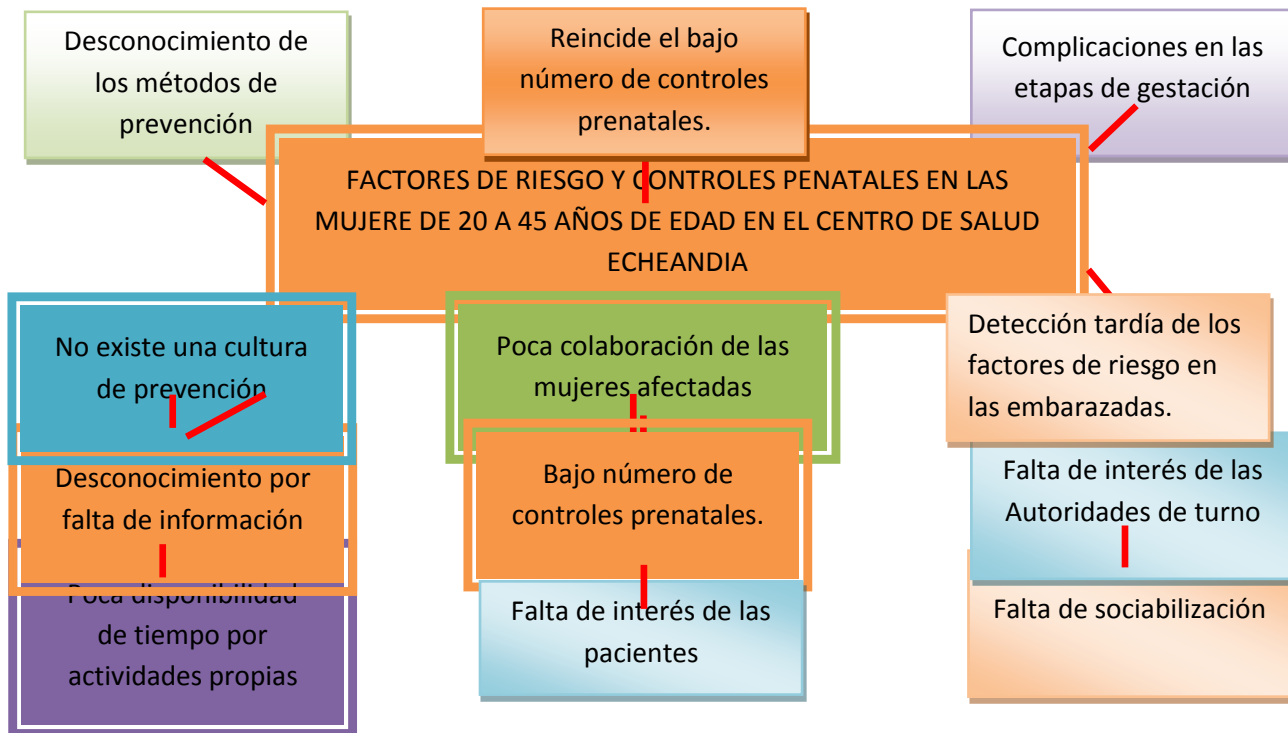 Desconocimiento de
los métodos de
prevención
Reincide el bajo
número de controles
prenatales.
Complicaciones en las
etapas de gestación
FACTORES DE RIESGO Y CONTROLES PENATALES EN LAS
MUJERE DE 20 A 45 AÑOS DE EDAD EN EL CENTRO DE SALUD
ECHEANDIA
No existe una cultura
de prevención
Poca colaboración de las
mujeres afectadas
Detección tardía de los
factores de riesgo en
las embarazadas.
Desconocimiento por
falta de información
Bajo número de
controles prenatales.
Falta de interés de las
Autoridades de turno
Poca disponibilidad
de tiempo por
actividades propias
Falta de interés de las
pacientes
Falta de sociabilización